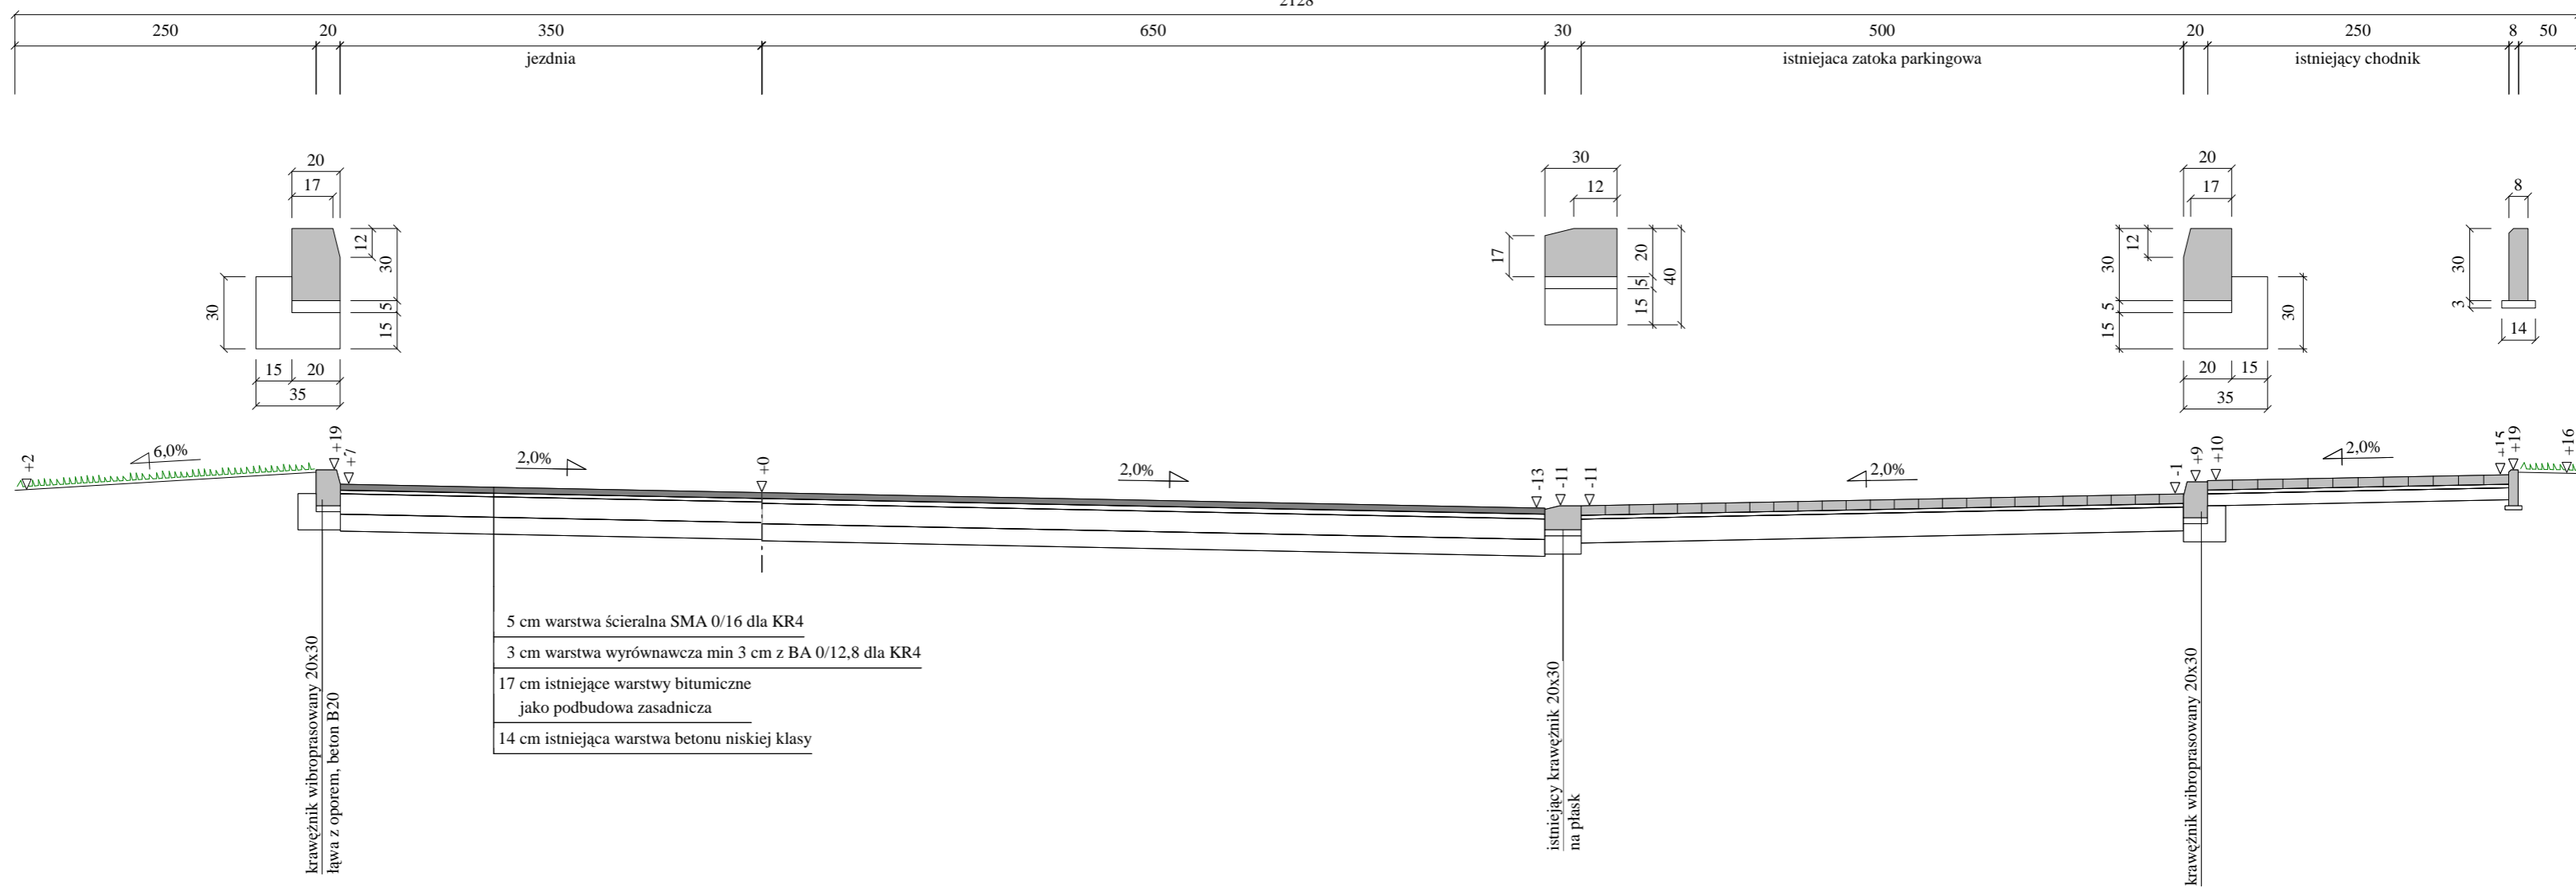 2128
250 20 350 650 30 500 20 250 8 50
jezdnia istniejaca zatoka parkingowa istniejący chodnik
20 30 20 8
17 12 17
12 30 5 15 30
17 20 5 15 40
12 30 5 15 30
30 3 14
15 20
35
20 15
35
+2 6,0% +19 +7 2,0% +0 2,0% -13 -11 -11 2,0% -1 +9 +10 2,0% +15 +19 +16
5 cm warstwa ścieralna SMA 0/16 dla KR4
3 cm warstwa wyrównawcza min 3 cm z BA 0/12,8 dla KR4
17 cm istniejące warstwy bitumiczne
jako podbudowa zasadnicza
14 cm istniejąca warstwa betonu niskiej klasy
krawężnik wibroprasowany 20x30
ława z oporem, beton B20
istniejący krawężnik 20x30
na płask
krawężnik wibroprasowany 20x30